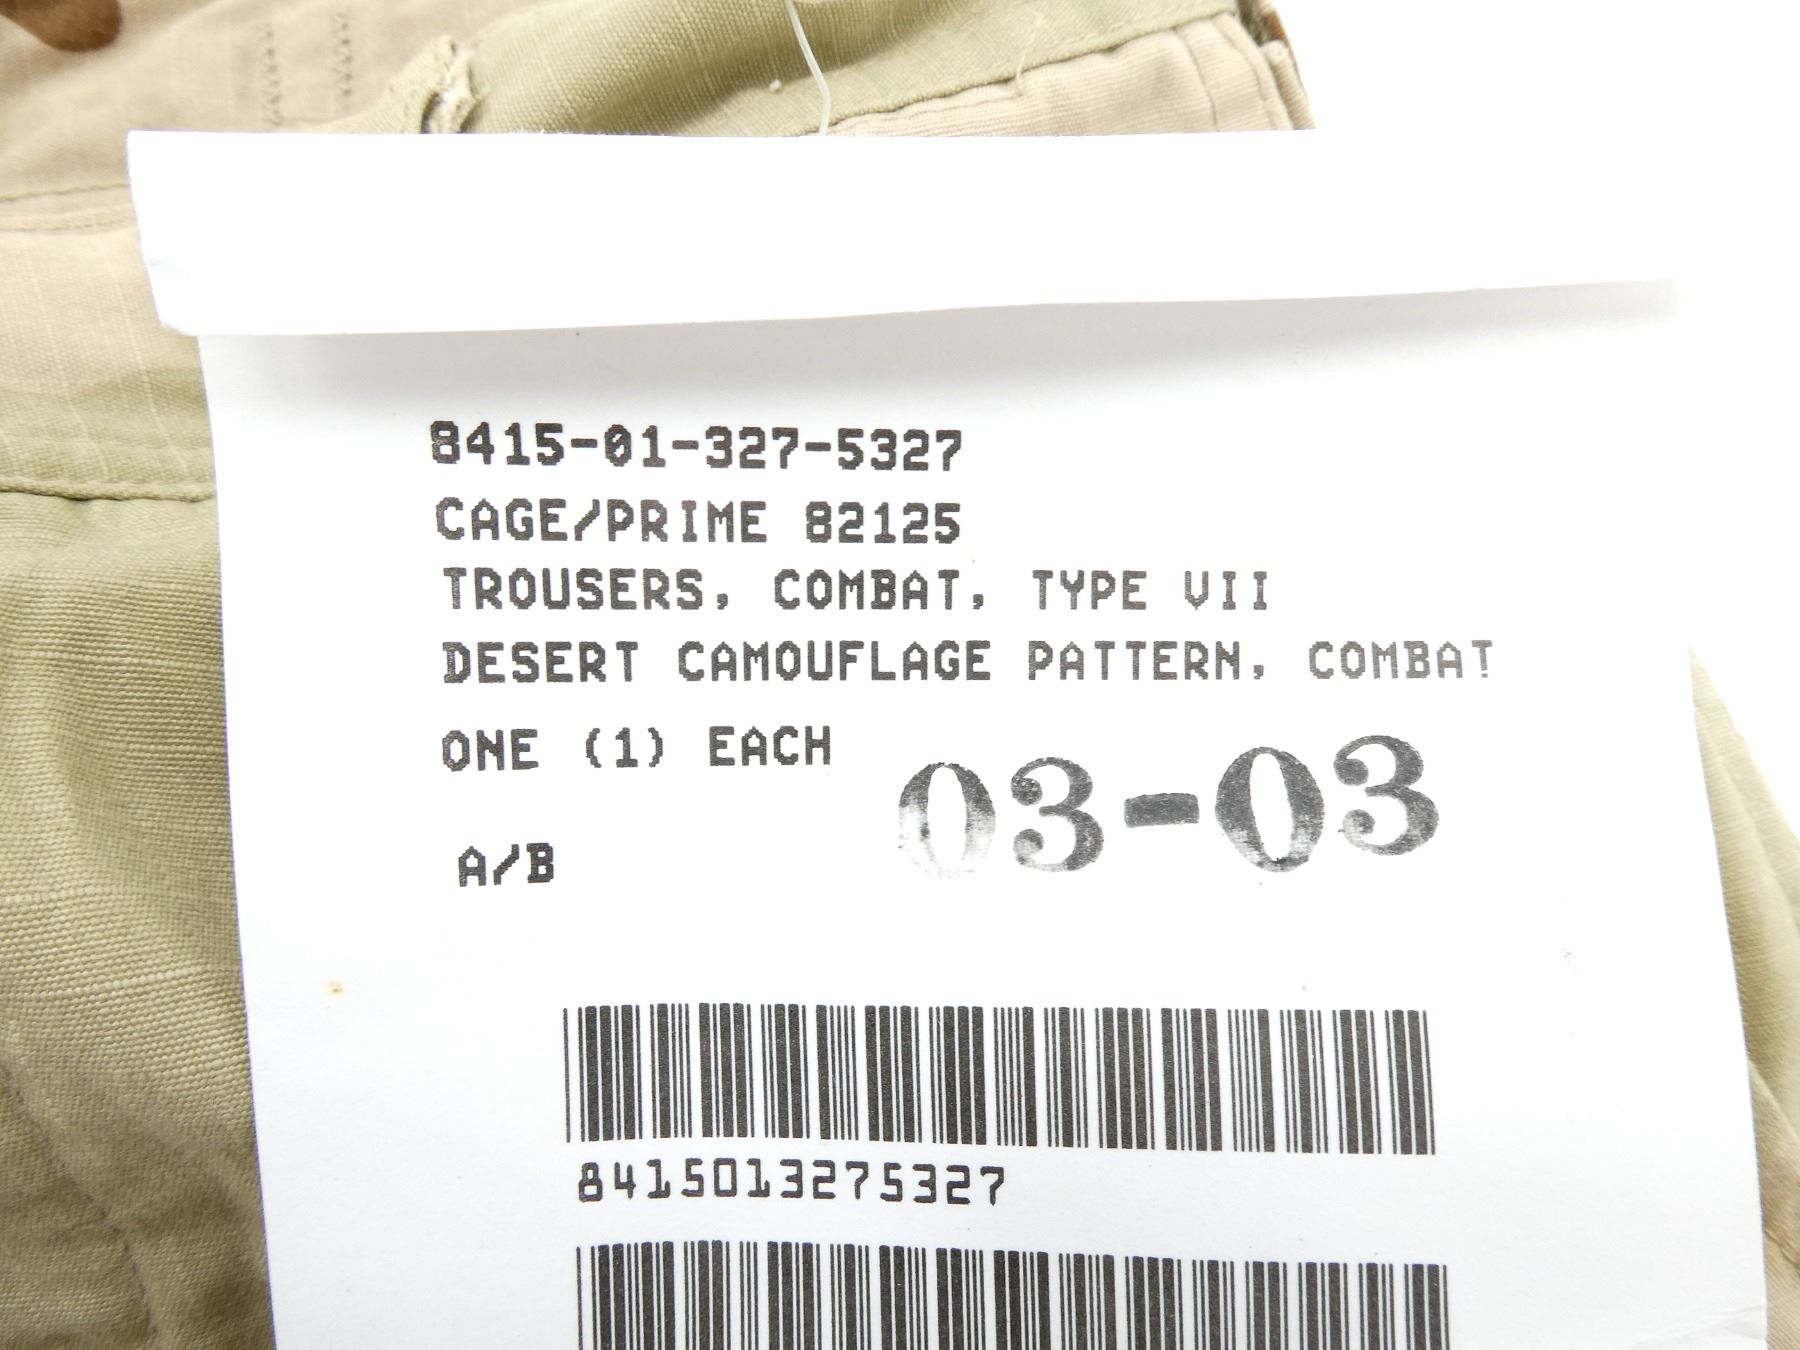 8415-01-327-5327
CAGE/PRIME 82125
TROUSERS, COMBAT, TYPE VII
DESERT CAMOUFLAGE PATTERN, COMBAT
ONE (1) EACH
03-03
A/B
8415013275327